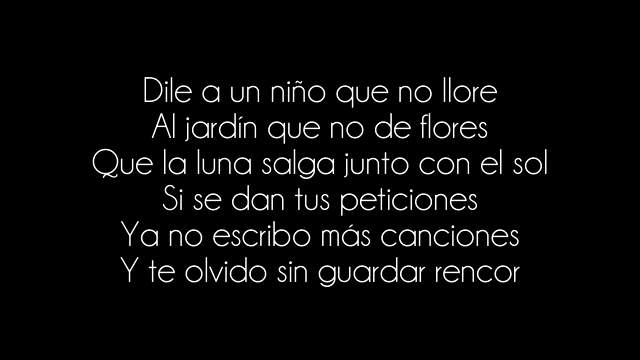 Dile a un niño que no llore
Al jardín que no de flores
Que la luna salga junto con el sol
Si se dan tus peticiones
Ya no escribo más canciones
Y te olvido sin guardar rencor